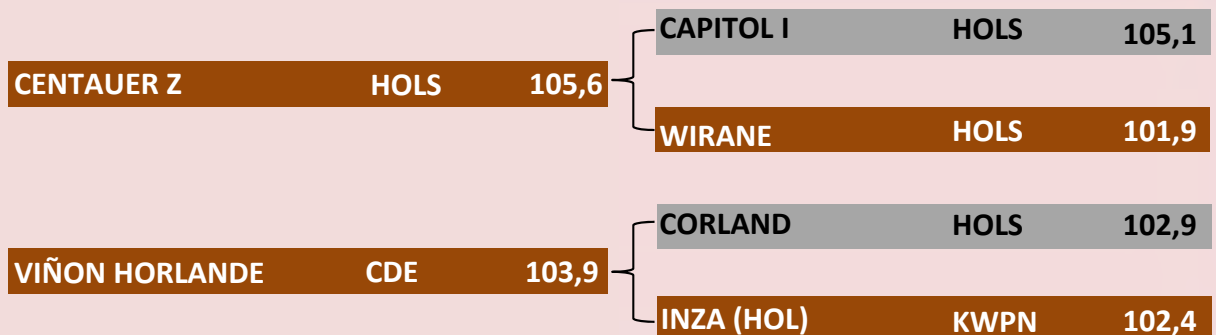 CAPITOL I HOLS 105,1
CENTAUER Z HOLS 105,6
WIRANE HOLS 101,9
CORLAND HOLS 102,9
VIÑON HORLANDE CDE 103,9
INZA (HOL) KWPN 102,4